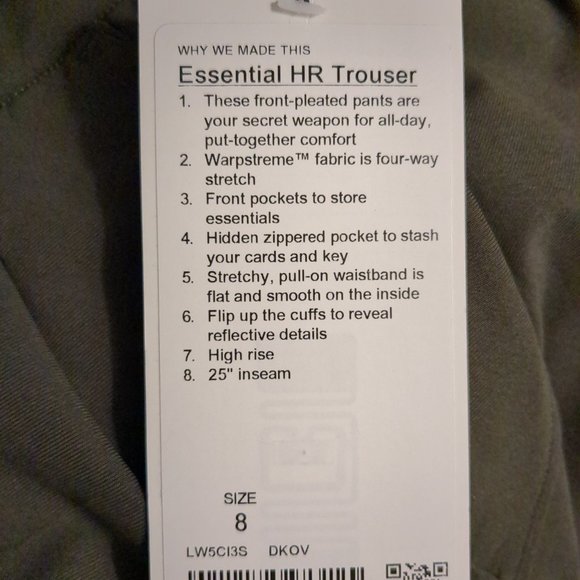 WHY WE MADE THIS
Essential HR Trouser
1. These front-pleated pants are
your secret weapon for all-day,
put-together comfort
2. Warpstreme™ fabric is four-way
stretch
3. Front pockets to store
essentials
4. Hidden zippered pocket to stash
your cards and key
5. Stretchy, pull-on waistband is
flat and smooth on the inside
6. Flip up the cuffs to reveal
reflective details
7. High rise
8. 25" inseam
SIZE
8
LW5CI3S DKOV